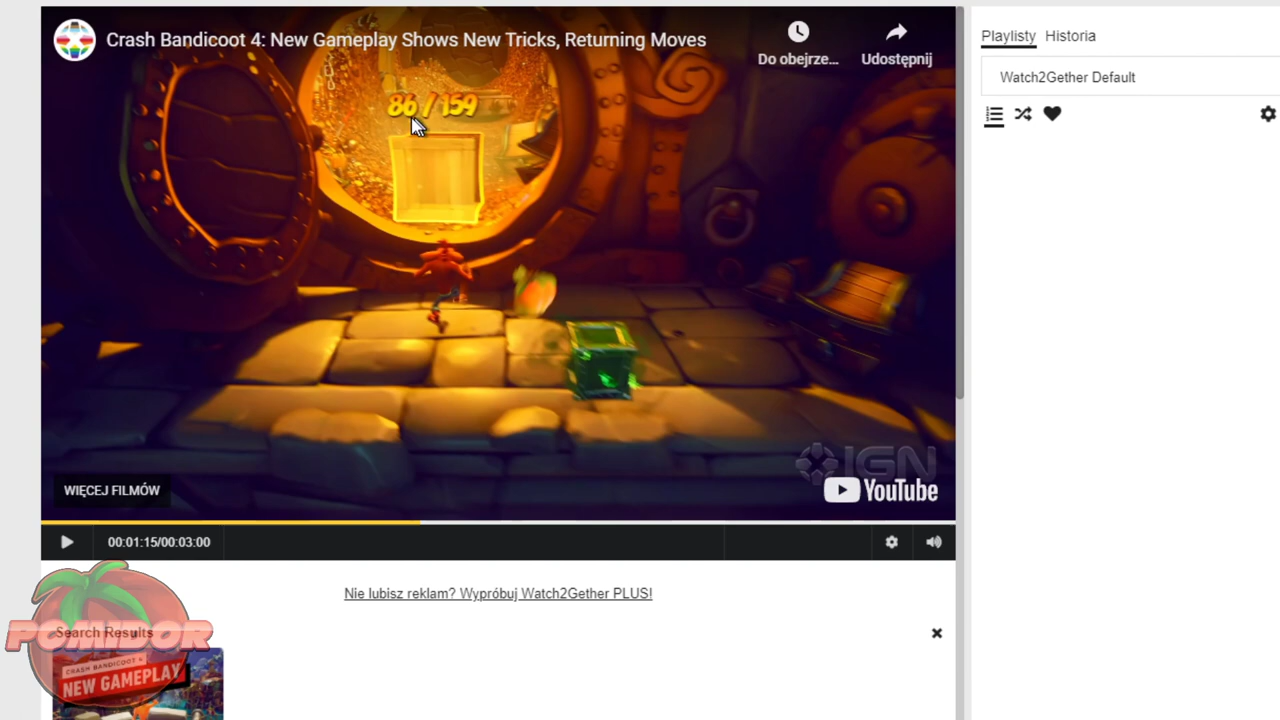 Crash Bandicoot 4: New Gameplay Shows New Tricks, Returning Moves
Do obejrze...
Udostępnij
86 / 159
IGN
YouTube
WIĘCEJ FILMÓW
00:01:15/00:03:00
Nie lubisz reklam? Wypróbuj Watch2Gether PLUS!
Search Results
POMIDOR
CRASH BANDICOOT 4
NEW GAMEPLAY
Playlisty Historia
Watch2Gether Default